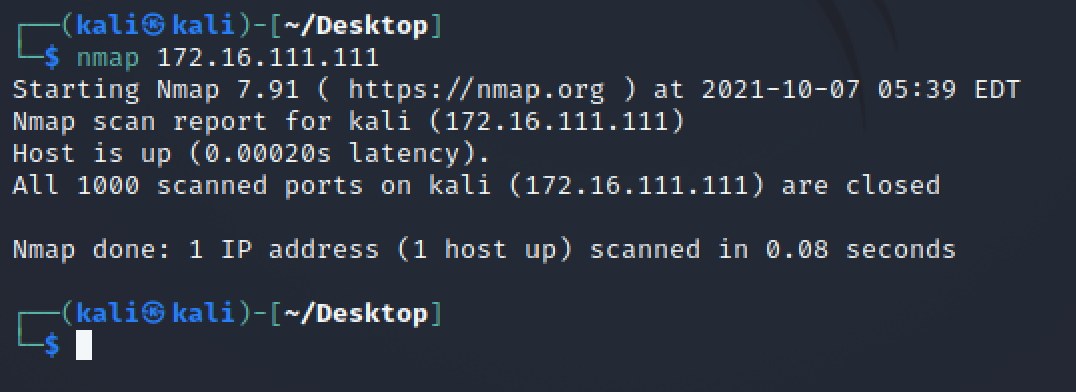 ┌──(kali㉿kali)-[~/Desktop]
└─$ nmap 172.16.111.111
Starting Nmap 7.91 ( https://nmap.org ) at 2021-10-07 05:39 EDT
Nmap scan report for kali (172.16.111.111)
Host is up (0.00020s latency).
All 1000 scanned ports on kali (172.16.111.111) are closed
Nmap done: 1 IP address (1 host up) scanned in 0.08 seconds
┌──(kali㉿kali)-[~/Desktop]
└─$